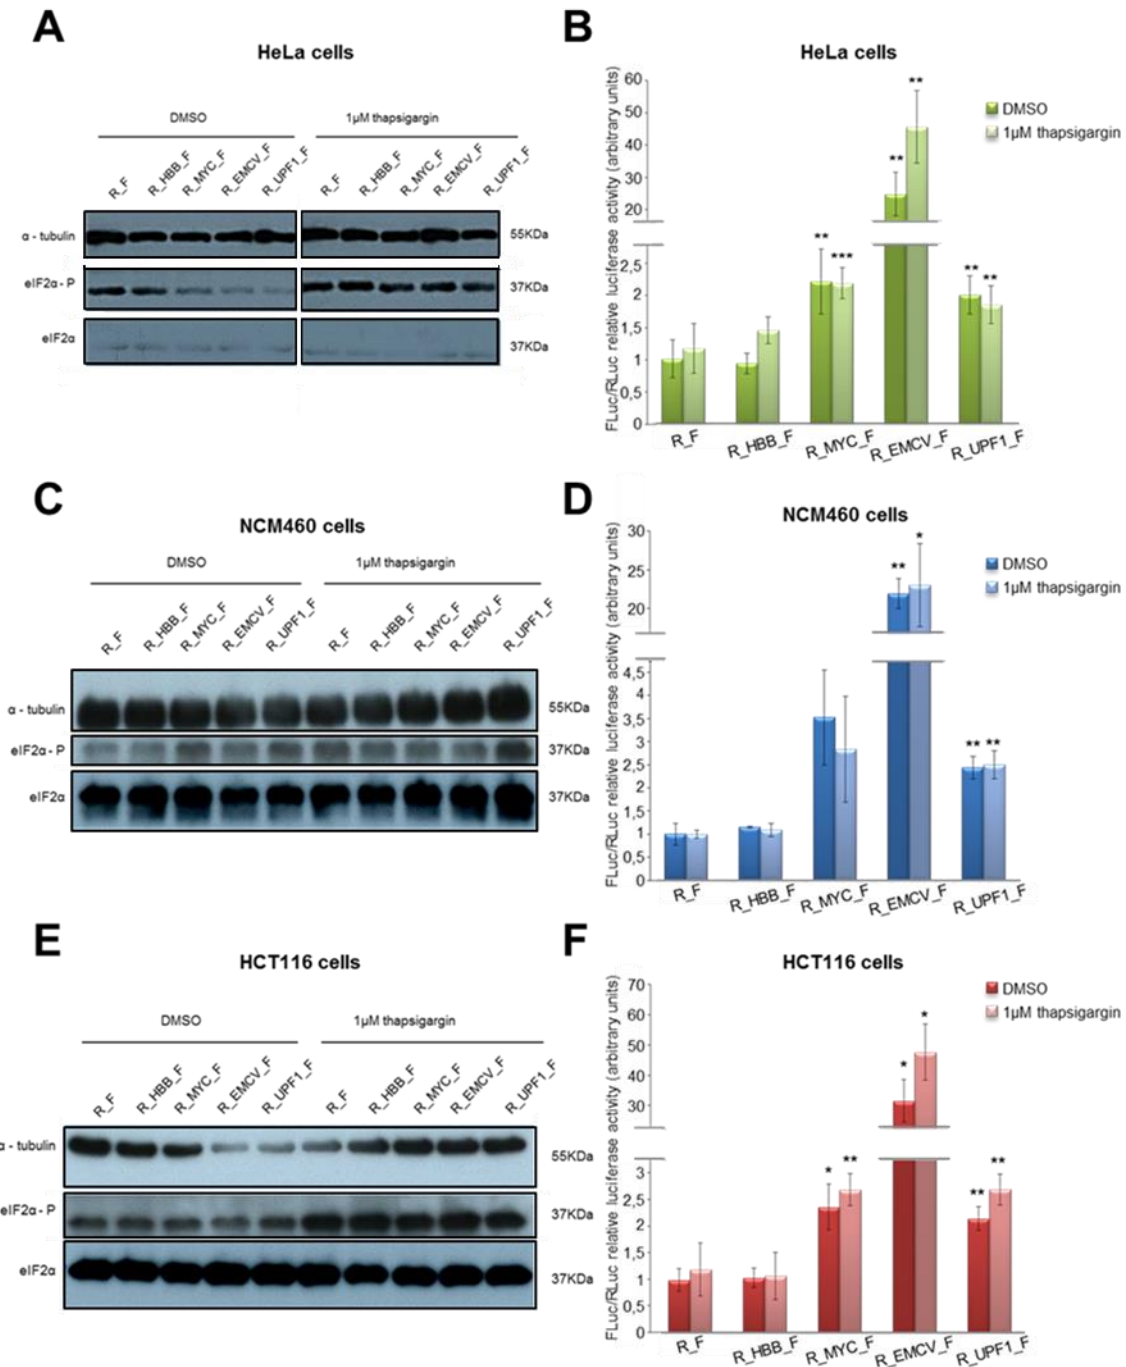 A
HeLa cells
DMSO
1µM thapsigargin
R_F
R_HBB_F
R_MYC_F
R_EMCV_F
R_UPF1_F
R_F
R_HBB_F
R_MYC_F
R_EMCV_F
R_UPF1_F
α - tubulin
55KDa
eIF2α - P
37KDa
eIF2α
37KDa
B
HeLa cells
FLuc/RLuc relative luciferase activity (arbitrary units)
60
50
40
30
20
2,5
2
1,5
1
0,5
0
**
***
**
**
**
**
DMSO
1µM thapsigargin
R_F
R_HBB_F
R_MYC_F
R_EMCV_F
R_UPF1_F
C
NCM460 cells
DMSO
1µM thapsigargin
R_F
R_HBB_F
R_MYC_F
R_EMCV_F
R_UPF1_F
R_F
R_HBB_F
R_MYC_F
R_EMCV_F
R_UPF1_F
α - tubulin
55KDa
eIF2α - P
37KDa
eIF2α
37KDa
D
NCM460 cells
FLuc/RLuc relative luciferase activity (arbitrary units)
30
25
20
4,5
4
3,5
3
2,5
2
1,5
1
0,5
0
**
*
**
**
DMSO
1µM thapsigargin
R_F
R_HBB_F
R_MYC_F
R_EMCV_F
R_UPF1_F
E
HCT116 cells
DMSO
1µM thapsigargin
R_F
R_HBB_F
R_MYC_F
R_EMCV_F
R_UPF1_F
R_F
R_HBB_F
R_MYC_F
R_EMCV_F
R_UPF1_F
α - tubulin
55KDa
eIF2α - P
37KDa
eIF2α
37KDa
F
HCT116 cells
FLuc/RLuc relative luciferase activity (arbitrary units)
70
60
50
40
30
3
2,5
2
1,5
1
0,5
0
*
**
*
*
**
**
DMSO
1µM thapsigargin
R_F
R_HBB_F
R_MYC_F
R_EMCV_F
R_UPF1_F